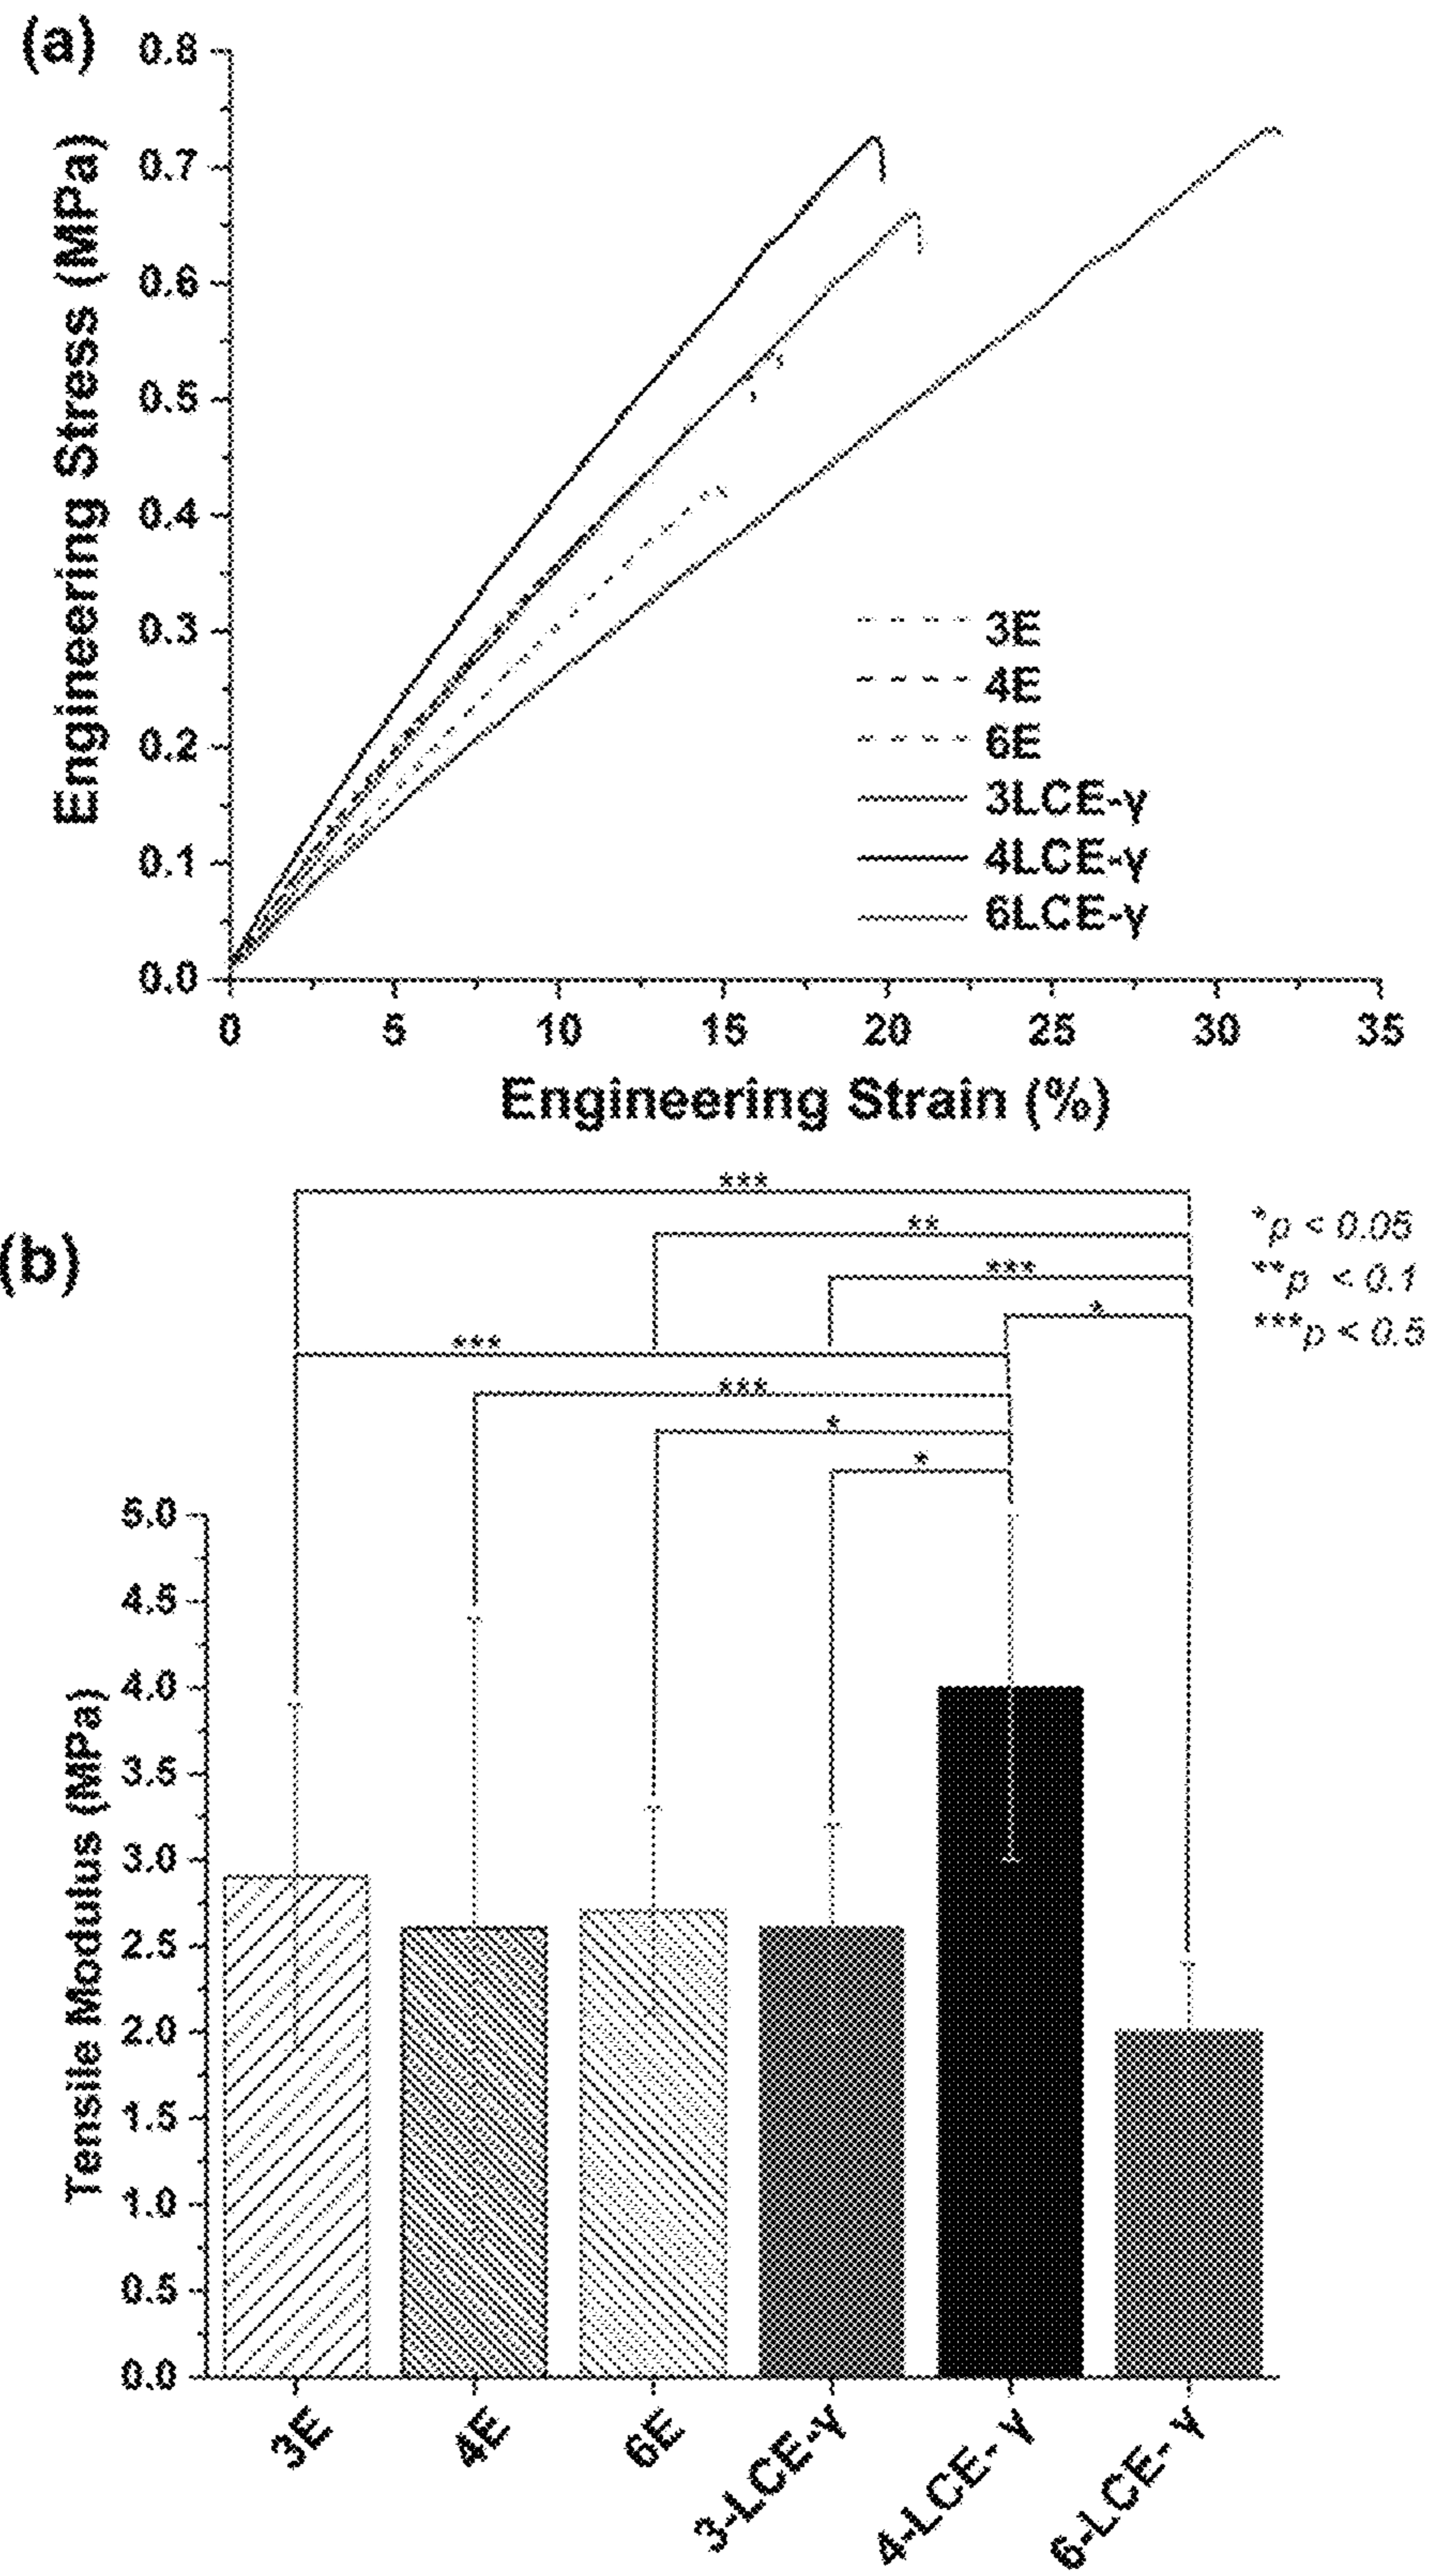 (a)
Engineering Stress (MPa)
0.8
0.7
0.6
0.5
0.4
0.3
0.2
0.1
0.0
3E
4E
6E
3LCE-γ
4LCE-γ
6LCE-γ
0 5 10 15 20 25 30 35
Engineering Strain (%)
(b)
***
**
***
*
***
***
*
*
*p < 0.05
**p < 0.1
***p < 0.5
Tensile Modulus (MPa)
5.0
4.5
4.0
3.5
3.0
2.5
2.0
1.5
1.0
0.5
0.0
3E
4E
6E
3-LCE-γ
4-LCE- γ
6-LCE- γ